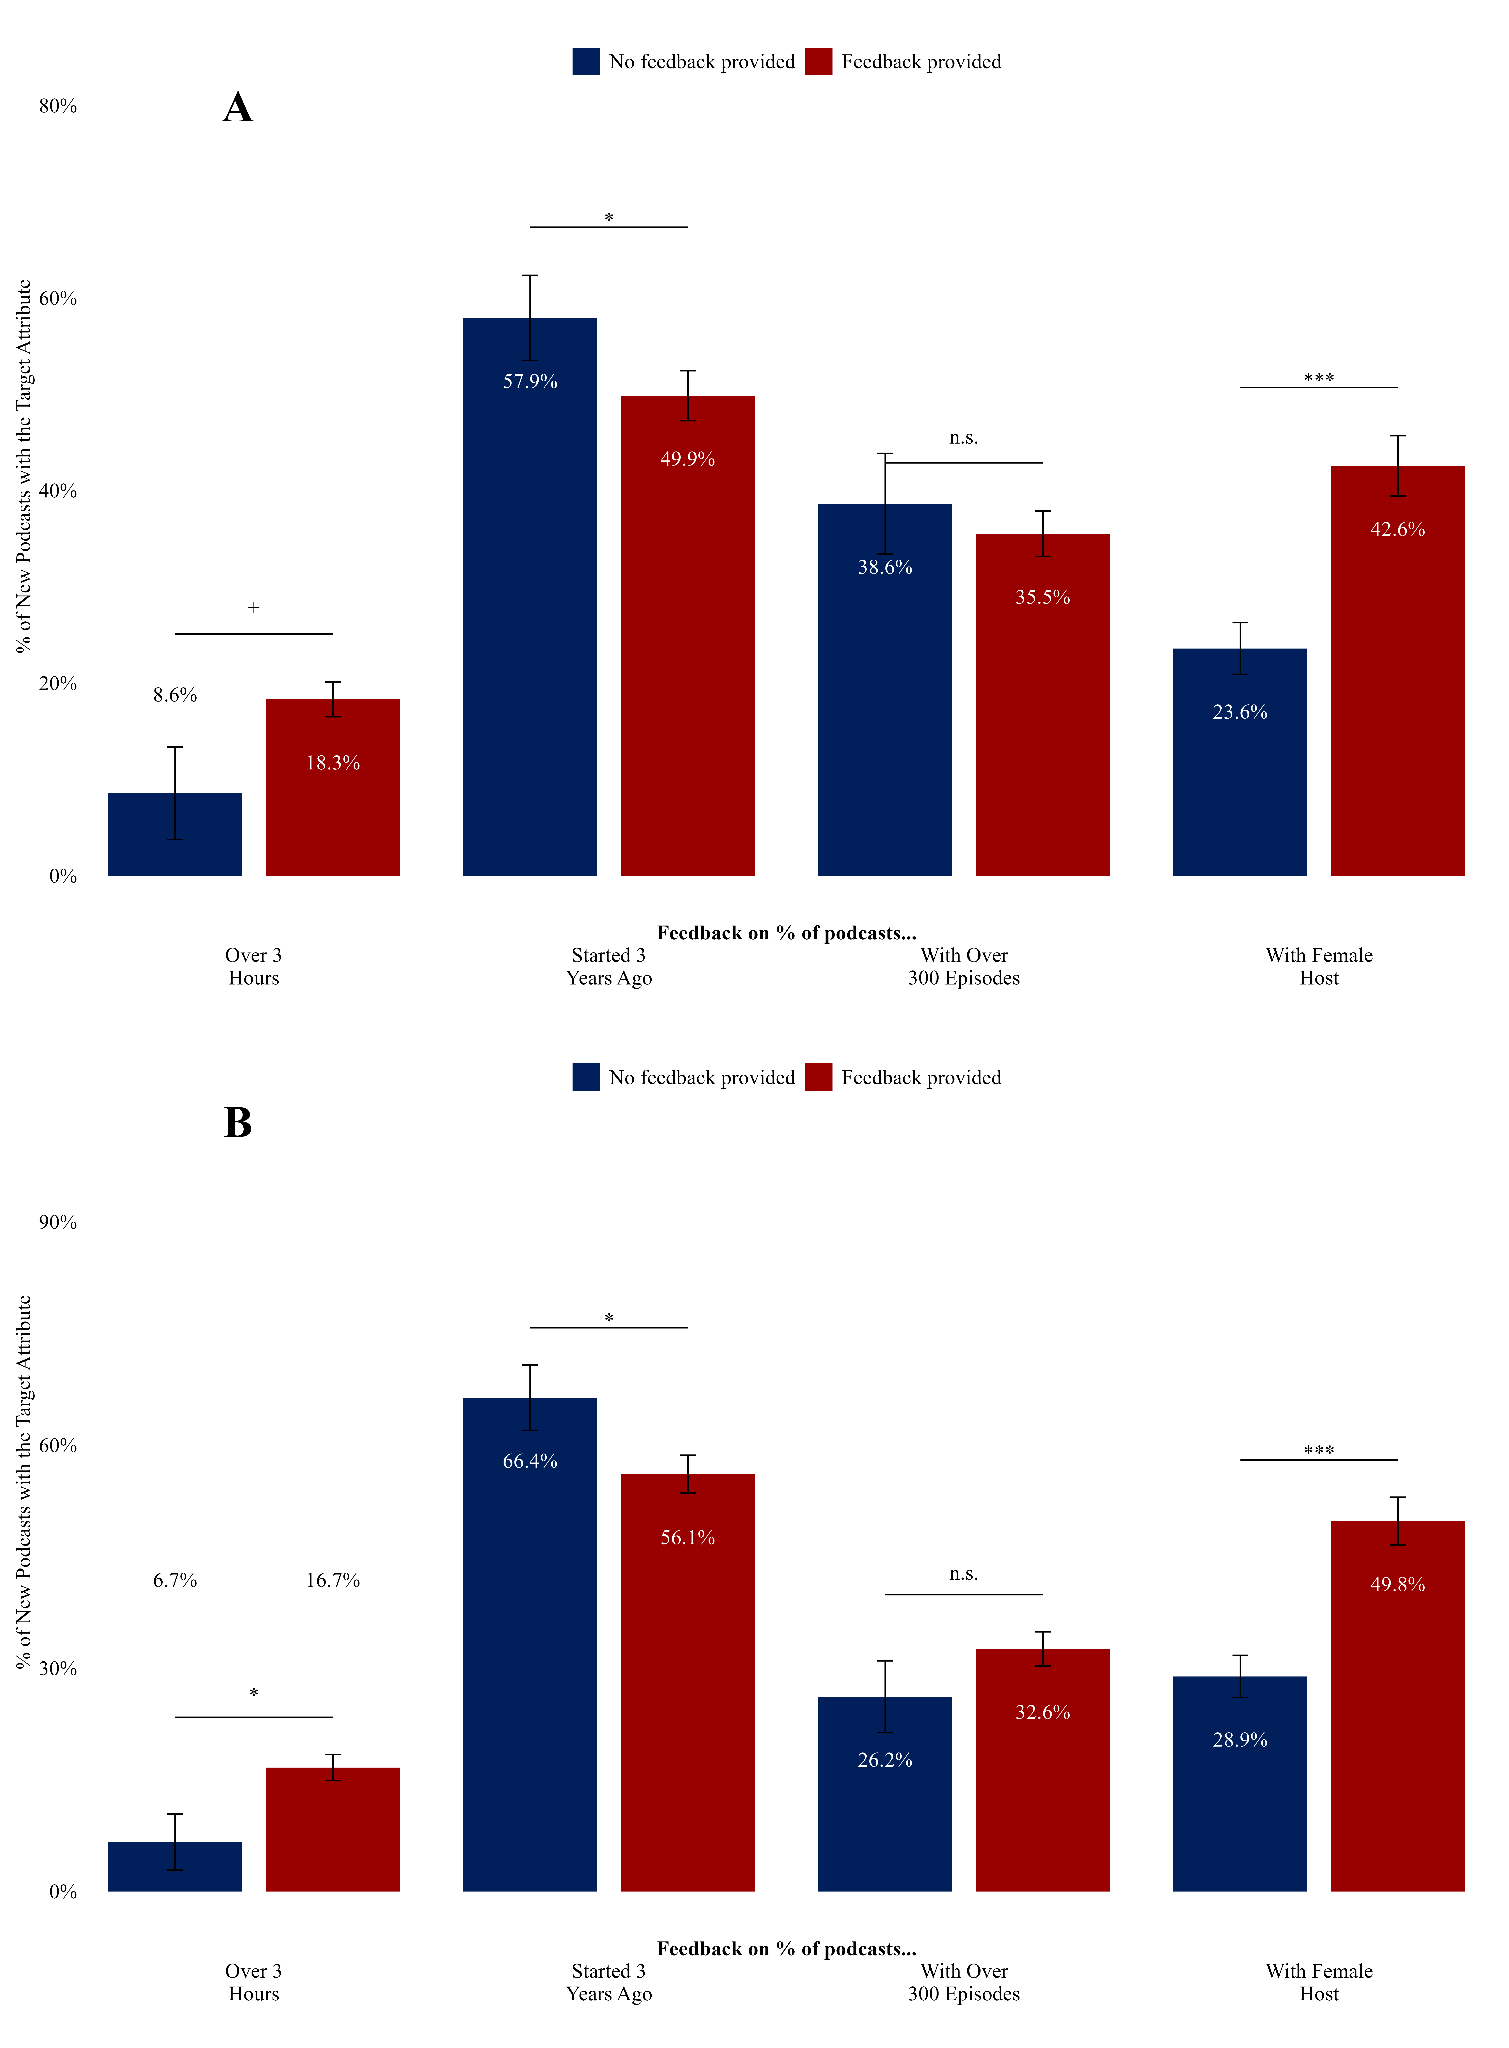 No feedback provided Feedback provided
A
80%
60%
40%
20%
0%
% of New Podcasts with the Target Attribute
+
*
n.s.
***
8.6%
18.3%
57.9%
49.9%
38.6%
35.5%
23.6%
42.6%
Feedback on % of podcasts...
Over 3
Hours
Started 3
Years Ago
With Over
300 Episodes
With Female
Host
No feedback provided Feedback provided
B
90%
60%
30%
0%
% of New Podcasts with the Target Attribute
*
*
n.s.
***
6.7%
16.7%
66.4%
56.1%
26.2%
32.6%
28.9%
49.8%
Feedback on % of podcasts...
Over 3
Hours
Started 3
Years Ago
With Over
300 Episodes
With Female
Host